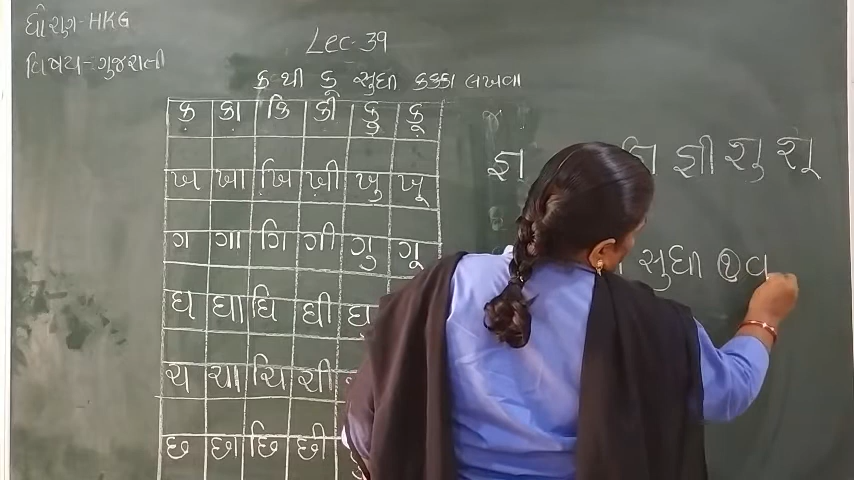 ધોરણ- HKG
વિષય- ગુજરાતી
Lec-39
ક થી કૂ સુધી કક્કા લખવા
ક કા કિ કી કુ કૂ
ખ ખા ખિ ખી ખુ ખૂ
ગ ગા ગિ ગી ગુ ગૂ
ઘ ઘા ઘિ ઘી ઘુ
ચ ચા ચિ ચી
છ છા છિ છી
જ્ઞ જ્ઞી જ્ઞુ જ્ઞૂ
સુધી